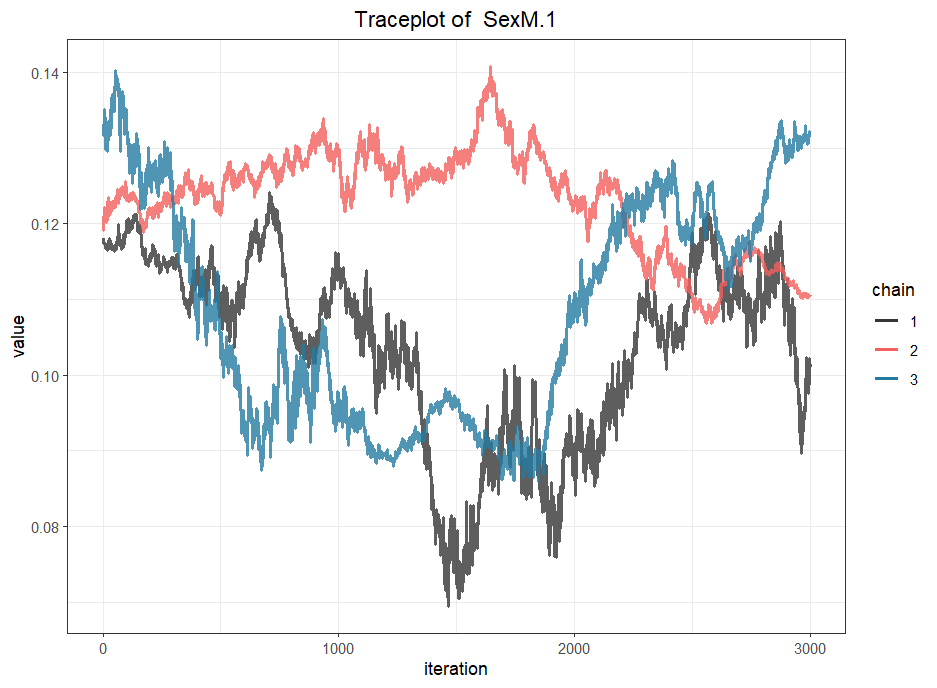 Traceplot of  SexM.1
value
0.14
0.12
0.10
0.08
0
1000
2000
3000
iteration
chain
1
2
3